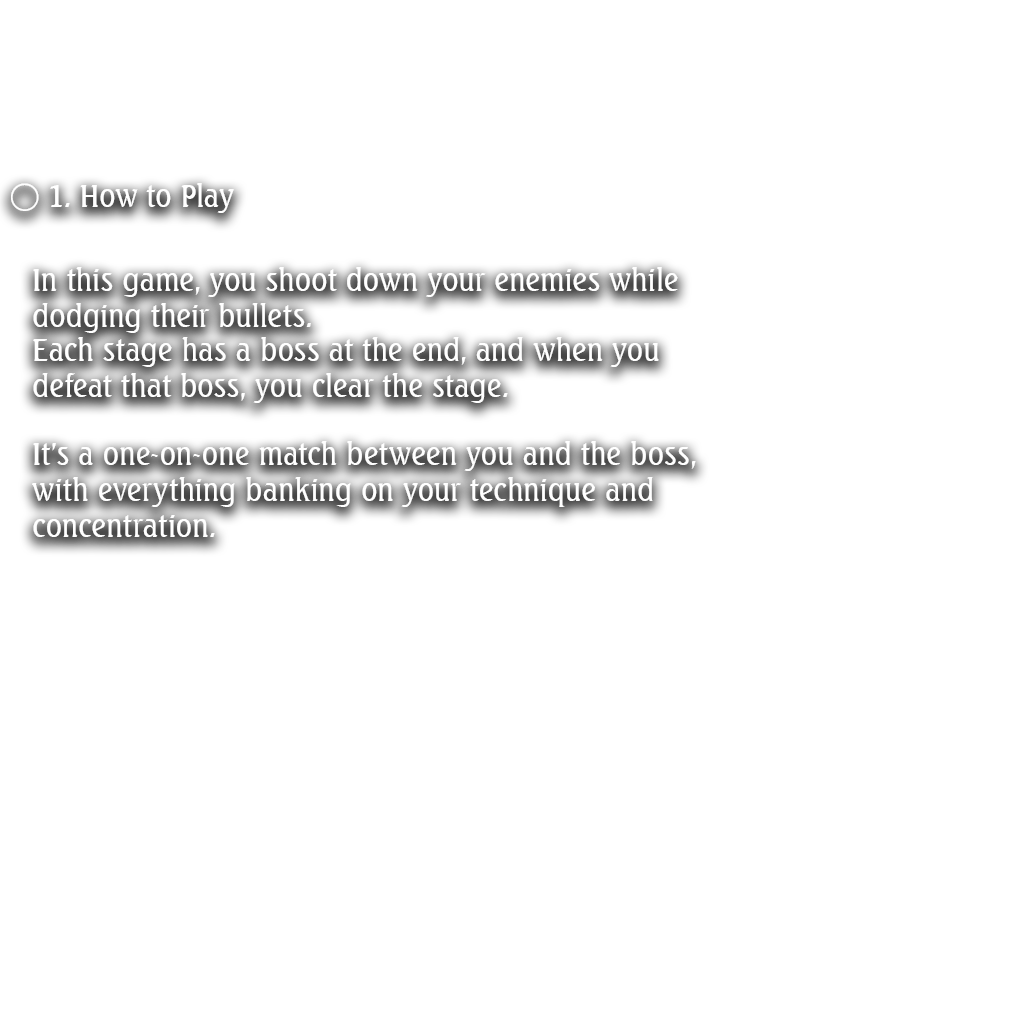 ○ 1. How to Play
In this game, you shoot down your enemies while
dodging their bullets.
Each stage has a boss at the end, and when you
defeat that boss, you clear the stage.
It's a one-on-one match between you and the boss,
with everything banking on your technique and
concentration.